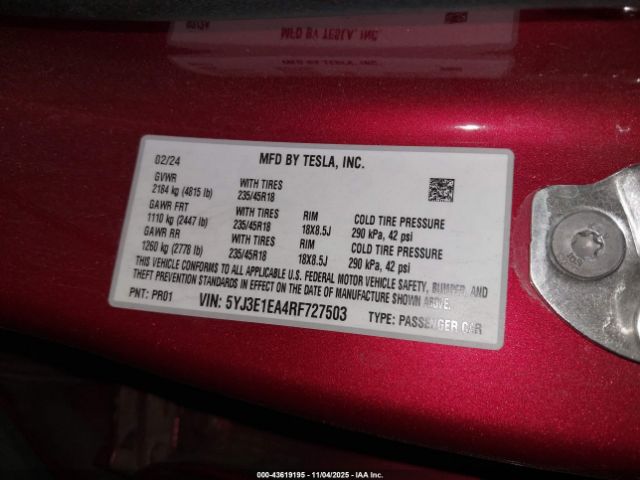 02/24 MFD BY TESLA, INC.
GVWR
2184 kg (4815 lb) WITH TIRES 235/45R18
GAWR FRT
1110 kg (2447 lb) WITH TIRES 235/45R18 RIM 18X8.5J COLD TIRE PRESSURE 290 kPa, 42 psi
GAWR RR
1260 kg (2778 lb) WITH TIRES 235/45R18 RIM 18X8.5J COLD TIRE PRESSURE 290 kPa, 42 psi
THIS VEHICLE CONFORMS TO ALL APPLICABLE U.S. FEDERAL MOTOR VEHICLE SAFETY, BUMPER, AND
THEFT PREVENTION STANDARDS IN EFFECT ON THE DATE OF MANUFACTURE SHOWN ABOVE.
PNT: PR01 VIN: 5YJ3E1EA4RF727503 TYPE: PASSENGER CAR
000-43619195 - 11/04/2025 - IAA Inc.